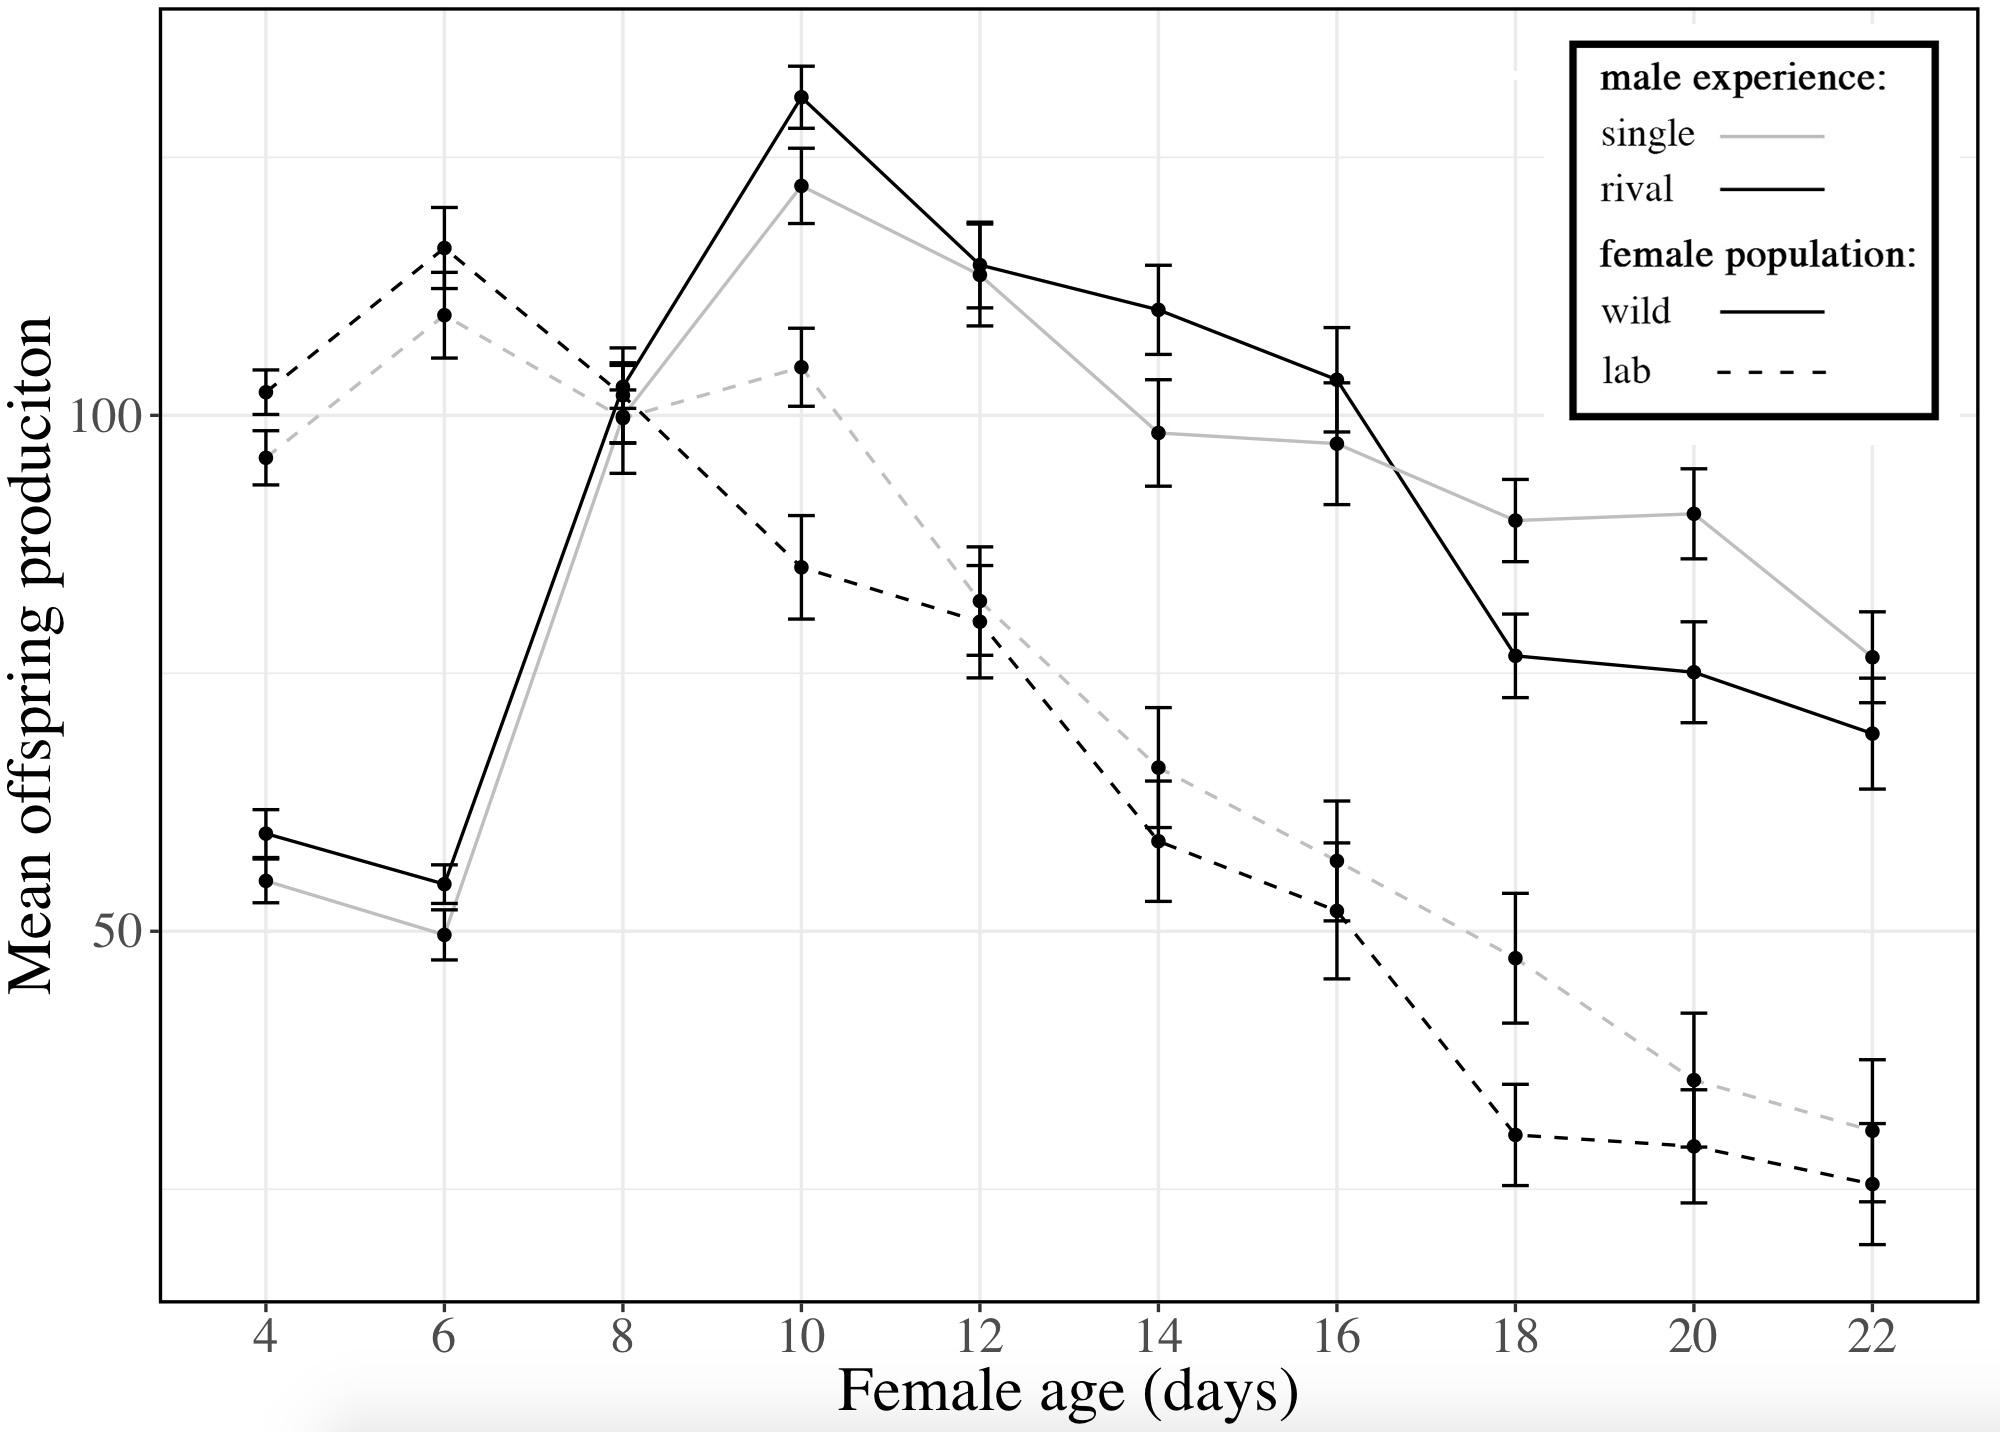 Mean offspring produciton
100
50
male experience:
single
rival
female population:
wild
lab
4 6 8 10 12 14 16 18 20 22
Female age (days)